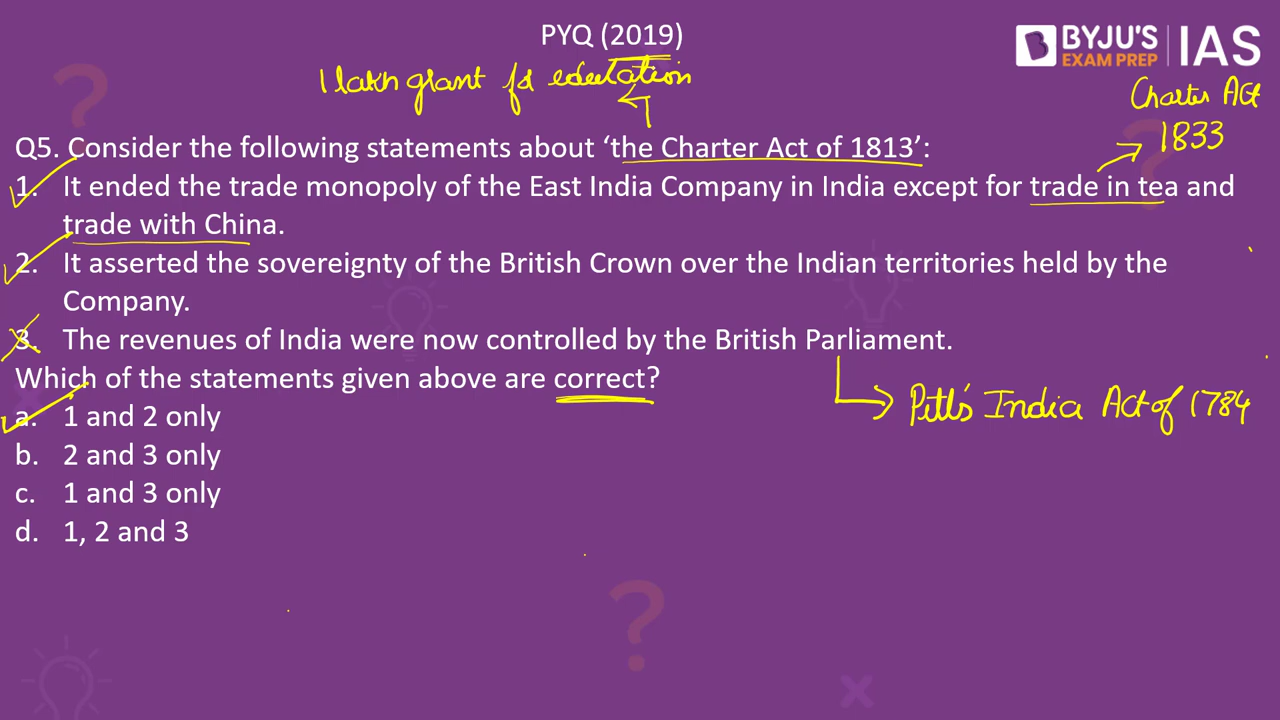 PYQ (2019)
BYJU'S IAS
EXAM PREP
1 lakh grant for education
Charter Act
1833
Q5. Consider the following statements about ‘the Charter Act of 1813’:
1. It ended the trade monopoly of the East India Company in India except for trade in tea and
trade with China.
2. It asserted the sovereignty of the British Crown over the Indian territories held by the
Company.
3. The revenues of India were now controlled by the British Parliament.
Which of the statements given above are correct?
a. 1 and 2 only
Pitt's India Act of 1784
b. 2 and 3 only
c. 1 and 3 only
d. 1, 2 and 3